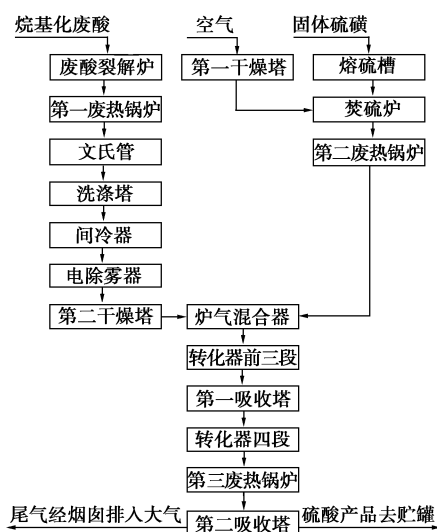 烷基化废酸
空气
固体硫磺
废酸裂解炉
第一干燥塔
熔硫槽
第一废热锅炉
焚硫炉
文氏管
第二废热锅炉
洗涤塔
间冷器
电除雾器
第二干燥塔
炉气混合器
转化器前三段
第一吸收塔
转化器四段
第三废热锅炉
尾气经烟囱排入大气
硫酸产品去贮罐
第二吸收塔